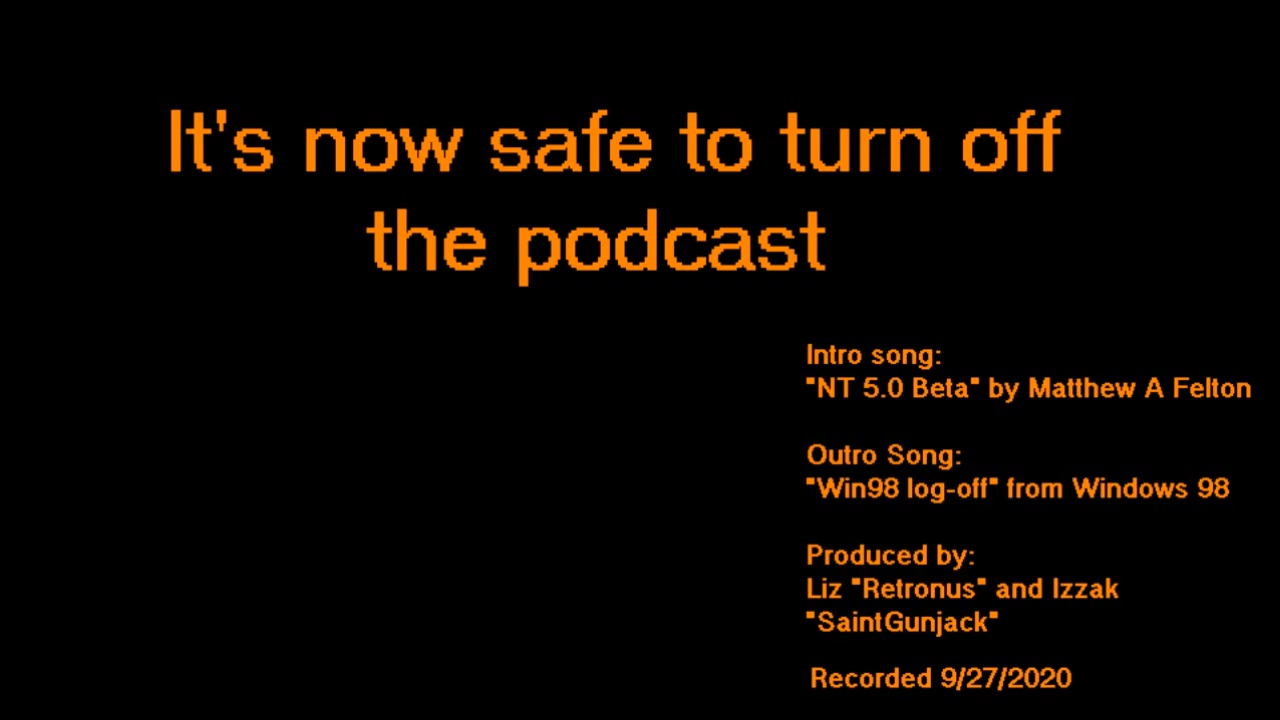 It's now safe to turn off
the podcast
Intro song:
"NT 5.0 Beta" by Matthew A Felton
Outro Song:
"Win98 log-off" from Windows 98
Produced by:
Liz "Retronus" and Izzak
"SaintGunjack"
Recorded 9/27/2020